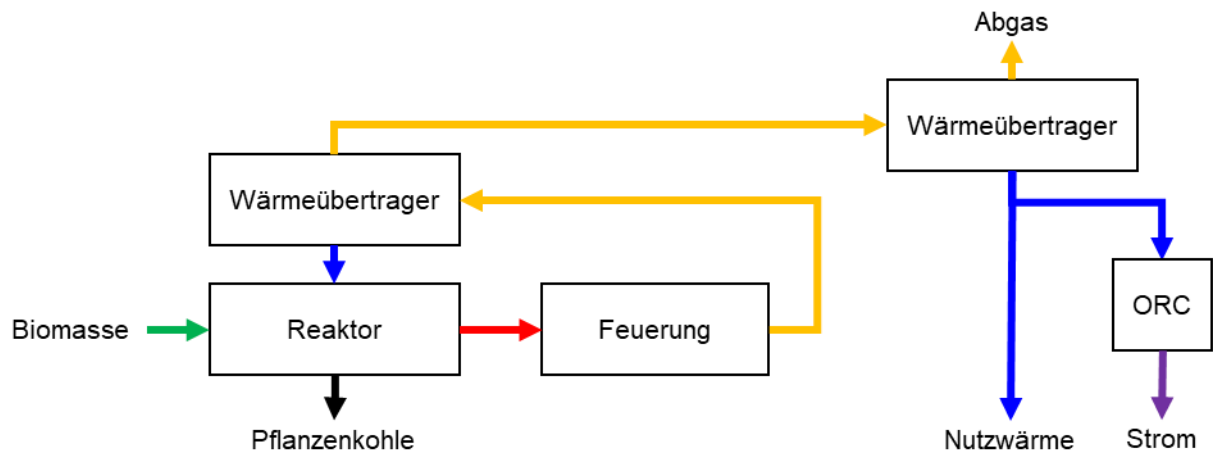 Abgas
Wärmeübertrager
Wärmeübertrager
Biomasse
Reaktor
Feuerung
ORC
Pflanzenkohle
Nutzwärme
Strom